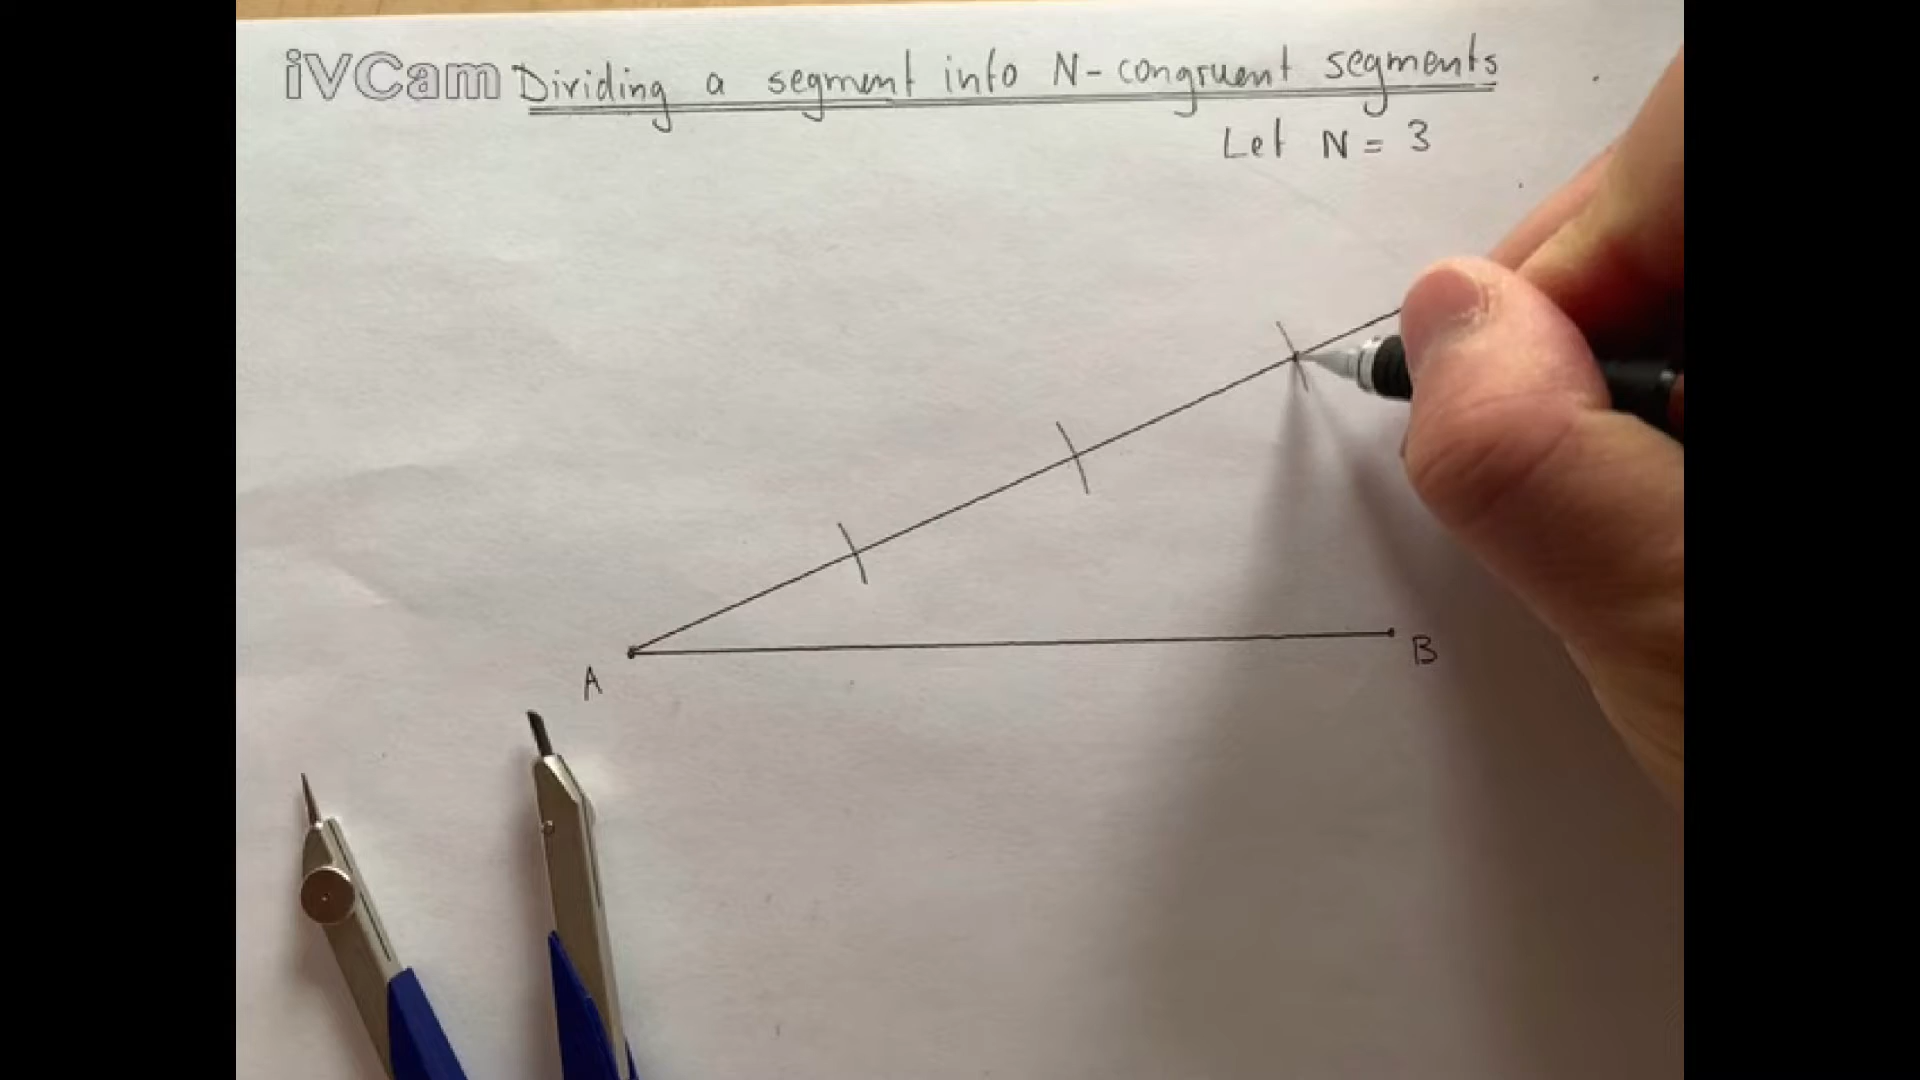 iVCam
Dividing a segment into N-congruent segments
Let N = 3
A
B